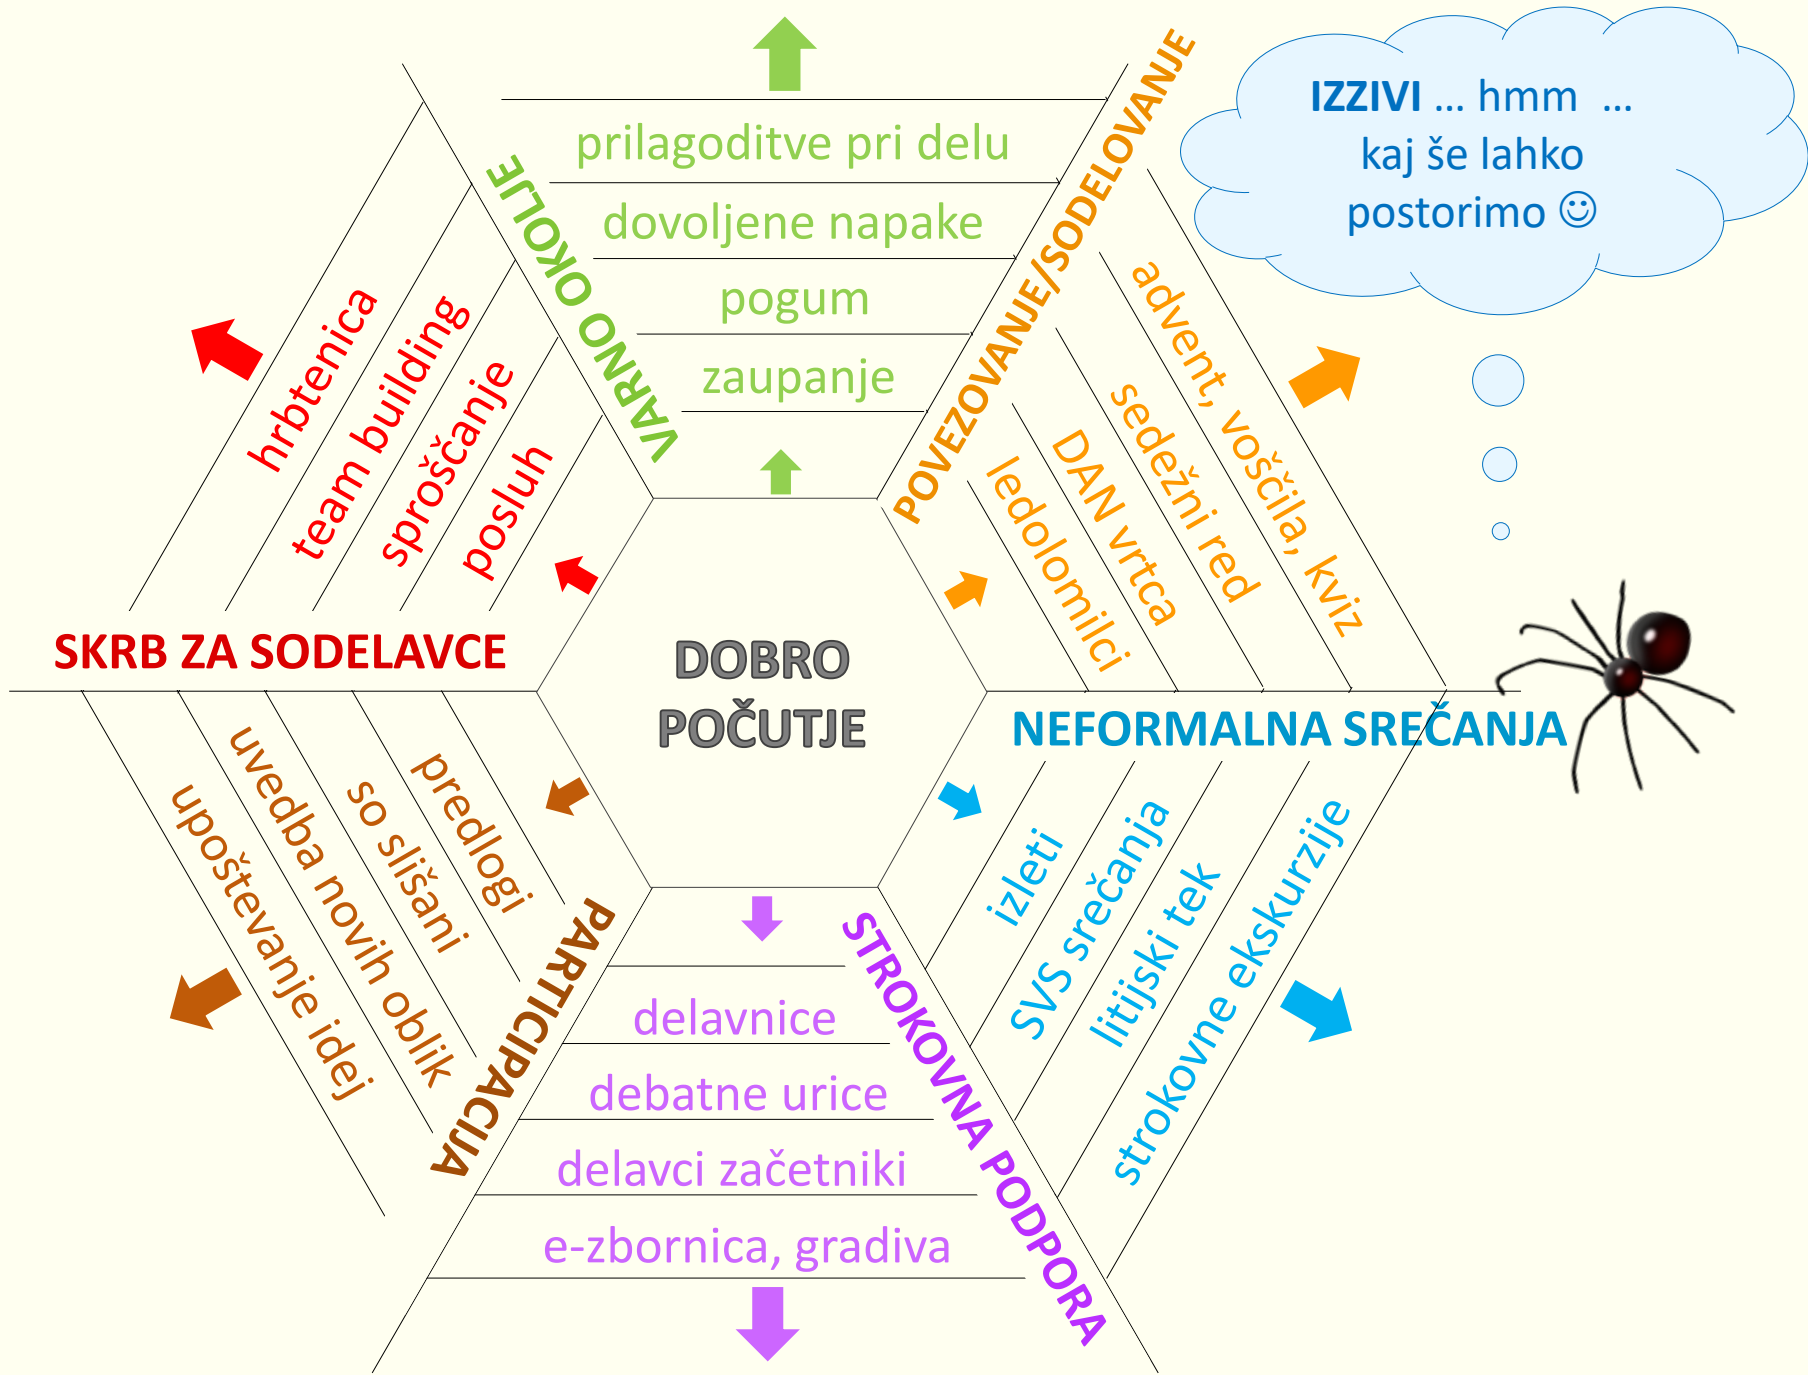 IZZIVI ... hmm ...
kaj še lahko
postorimo ☺
DOBRO
POČUTJE
VARNO OKOLJE
prilagoditve pri delu
dovoljene napake
pogum
zaupanje
POVEZOVANJE/SODELOVANJE
advent, voščila, kviz
sedežni red
DAN vrtca
ledolomilci
NEFORMALNA SREČANJA
izleti
SVS srečanja
litijski tek
strokovne ekskurzije
STROKOVNA PODPORA
delavnice
debatne urice
delavci začetniki
e-zbornica, gradiva
PARTICIPACIJA
predlogi
so slišani
uvedba novih oblik
upoštevanje idej
SKRB ZA SODELAVCE
hrbtenica
team building
sproščanje
posluh